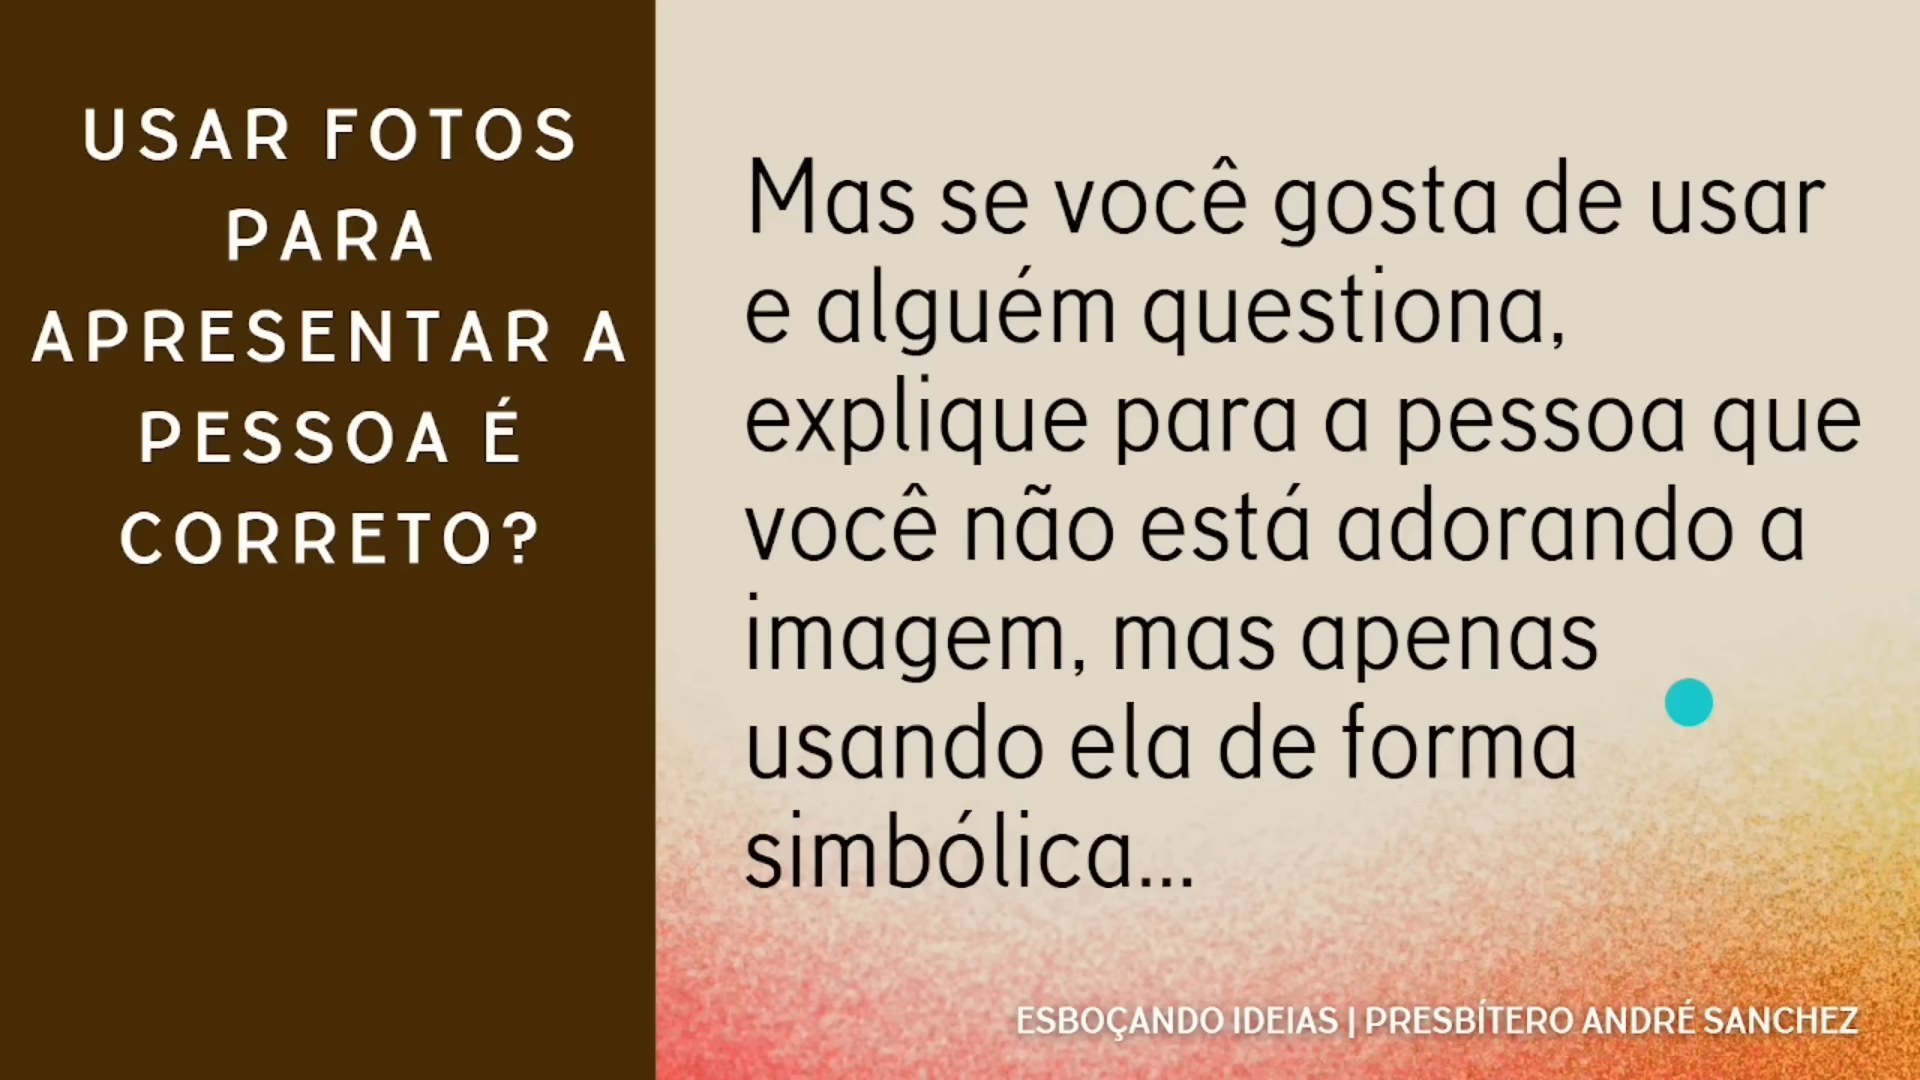 USAR FOTOS
PARA
APRESENTAR A
PESSOA É
CORRETO?
Mas se você gosta de usar
e alguém questiona,
explique para a pessoa que
você não está adorando a
imagem, mas apenas
usando ela de forma
simbólica...
ESBOÇANDO IDEIAS | PRESBÍTERO ANDRÉ SANCHEZ